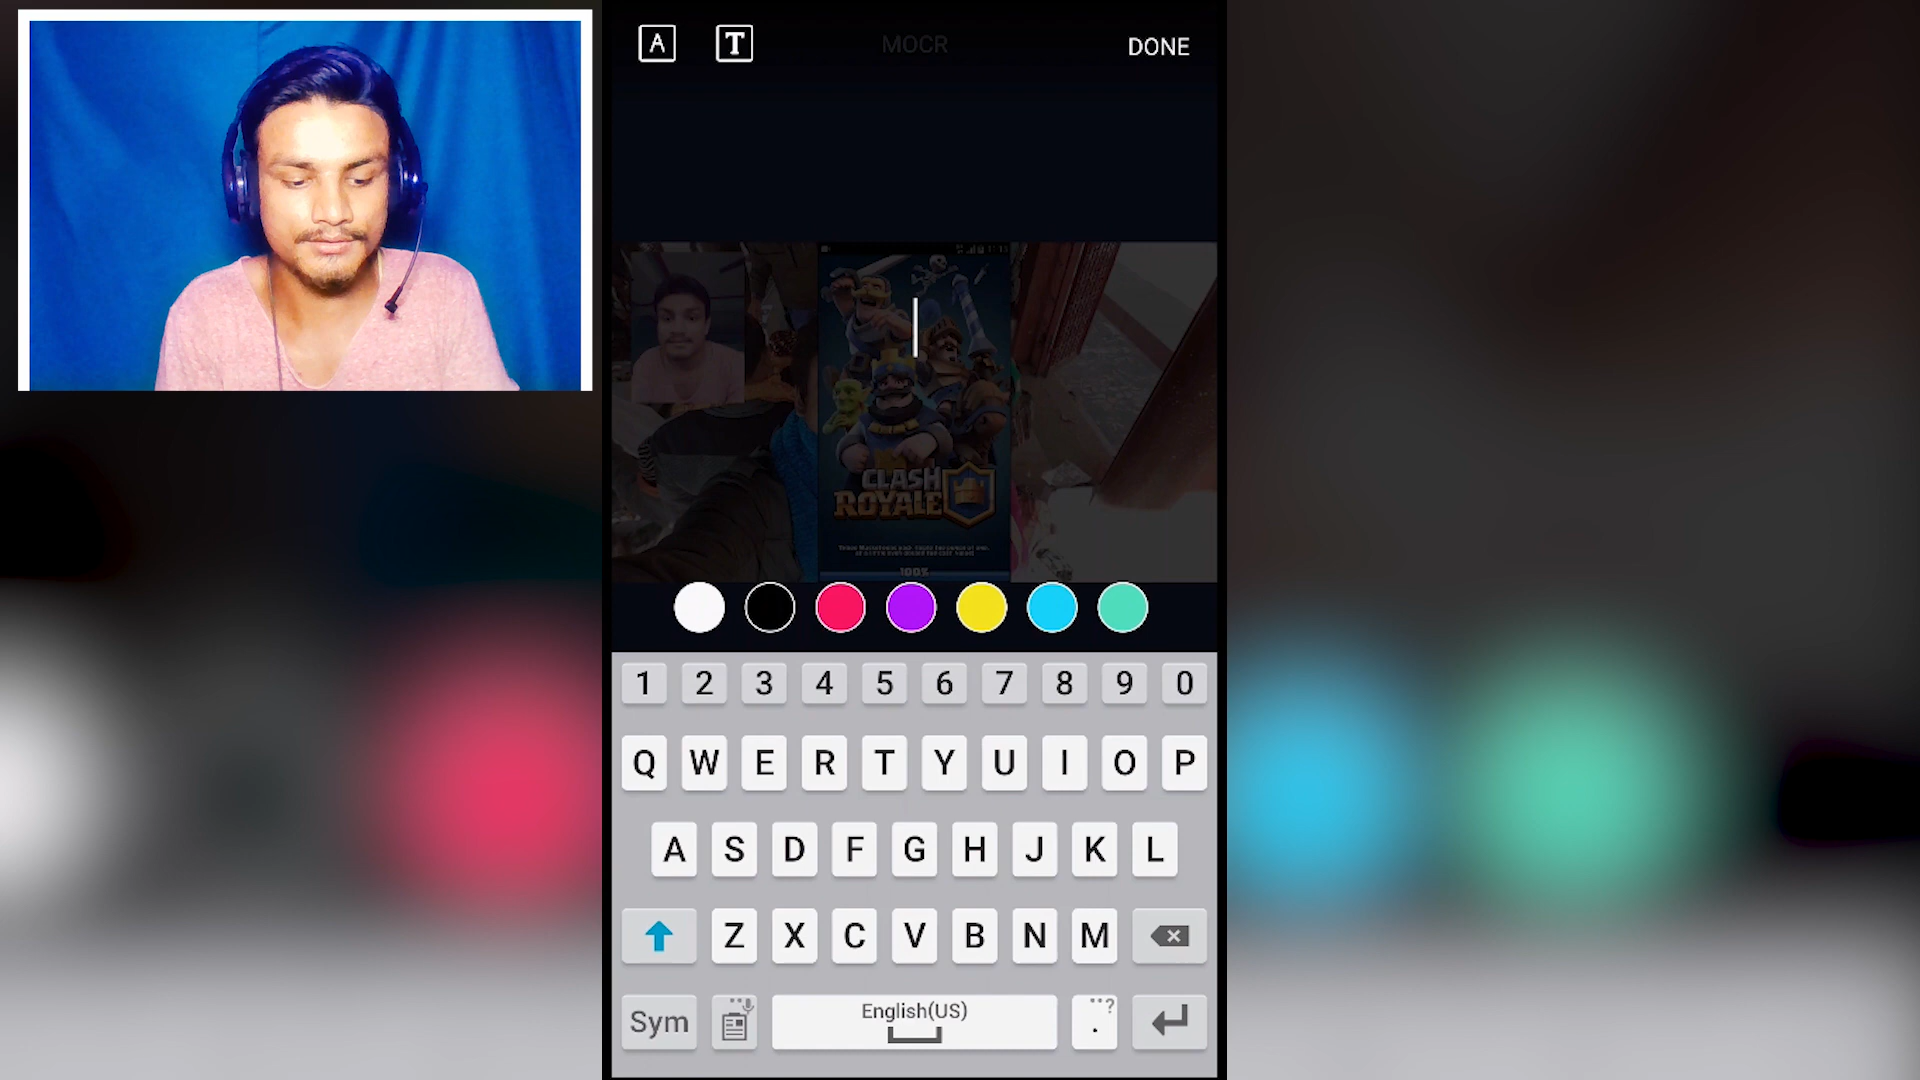 A T MOCR DONE
CLASH
ROYALE
100%
1 2 3 4 5 6 7 8 9 0
Q W E R T Y U I O P
A S D F G H J K L
Z X C V B N M
Sym English(US) . ?